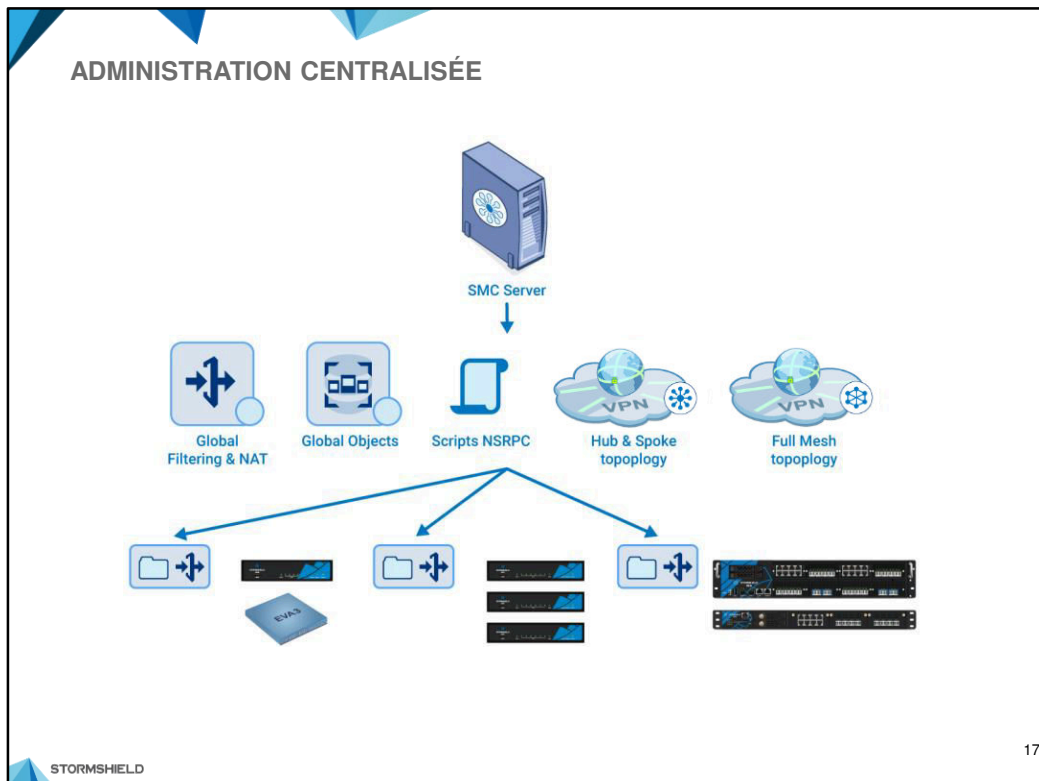 ADMINISTRATION CENTRALISÉE
SMC Server
Global
Filtering & NAT
Global Objects
Scripts NSRPC
VPN
Hub & Spoke
topoplogy
VPN
Full Mesh
topoplogy
EVA3
17
STORMSHIELD